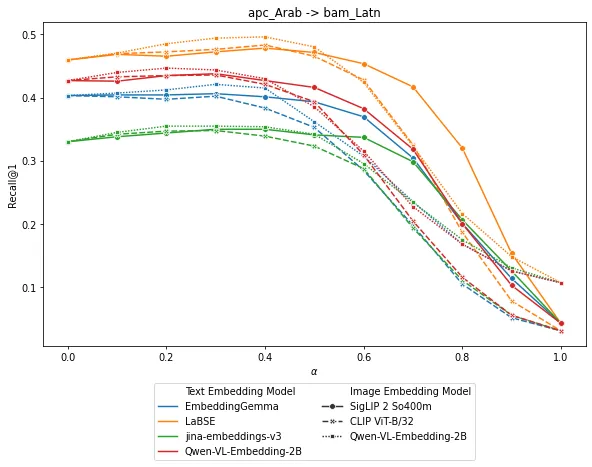 apc_Arab -> bam_Latn
0.5
0.4
0.3
0.2
0.1
Recall@1
0.0 0.2 0.4 0.6 0.8 1.0
α
Text Embedding Model Image Embedding Model
EmbeddingGemma SigLIP 2 So400m
LaBSE CLIP ViT-B/32
jina-embeddings-v3 Qwen-VL-Embedding-2B
Qwen-VL-Embedding-2B